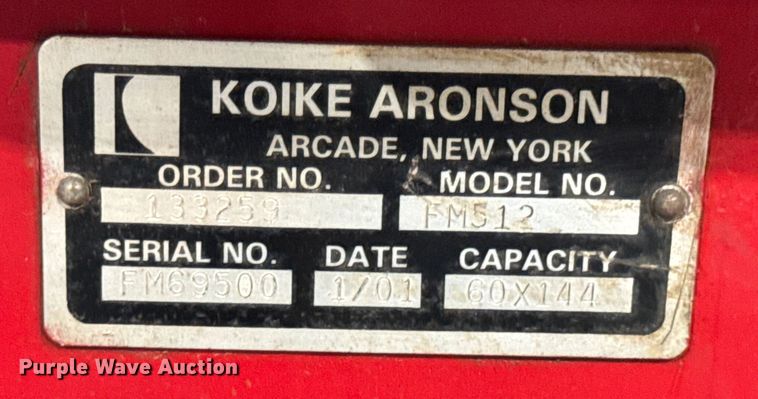 KOIKE ARONSON
ARCADE, NEW YORK
ORDER NO. MODEL NO.
133259 FM512
SERIAL NO. DATE CAPACITY
FM69500 1/01 60X144
Purple Wave Auction